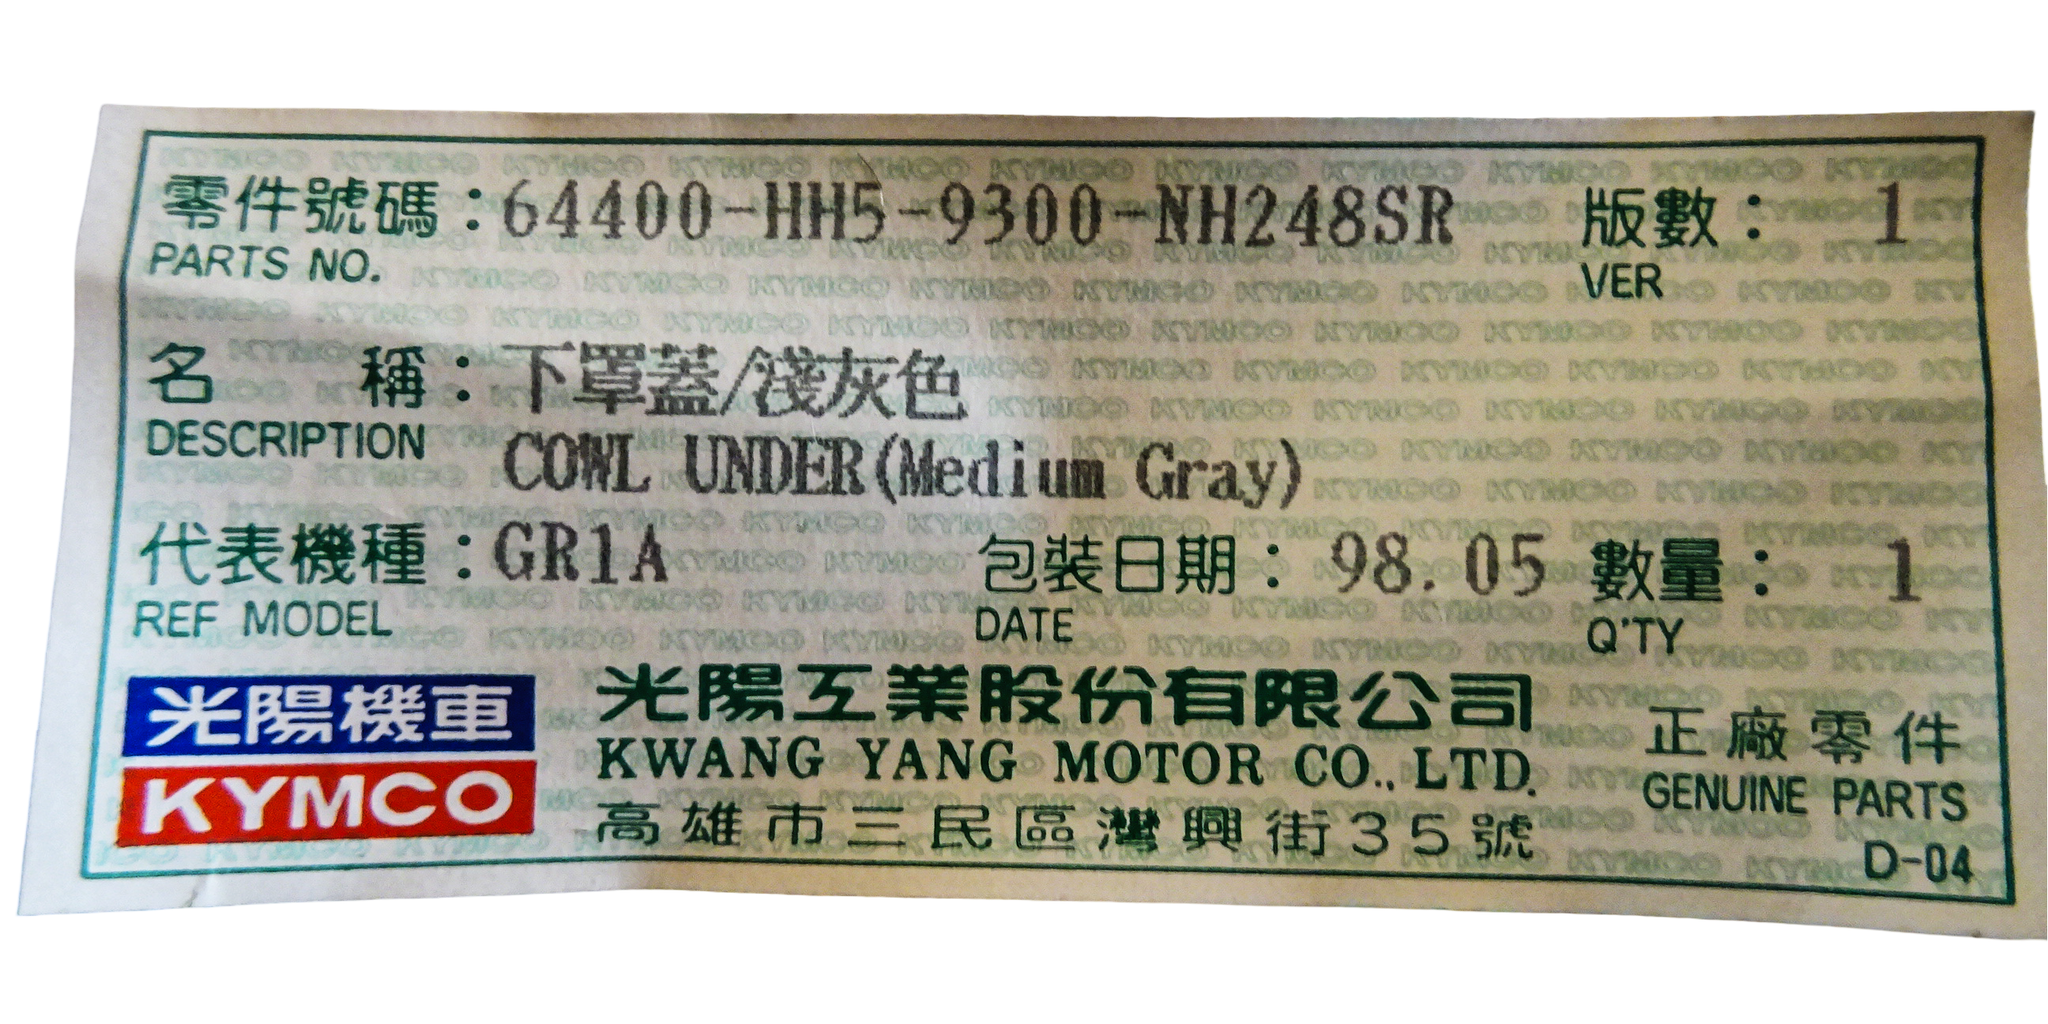 零件號碼：64400-HH5-9300-NH248SR 版數： 1
PARTS NO. VER
名 稱：下罩蓋/淺灰色
DESCRIPTION COWL UNDER(Medium Gray)
代表機種：GR1A 包裝日期： 98.05 數量： 1
REF MODEL DATE Q'TY
光陽機車 光陽工業股份有限公司 正廠零件
KYMCO KWANG YANG MOTOR CO.,LTD. GENUINE PARTS
高雄市三民區灣興街35號 D-04